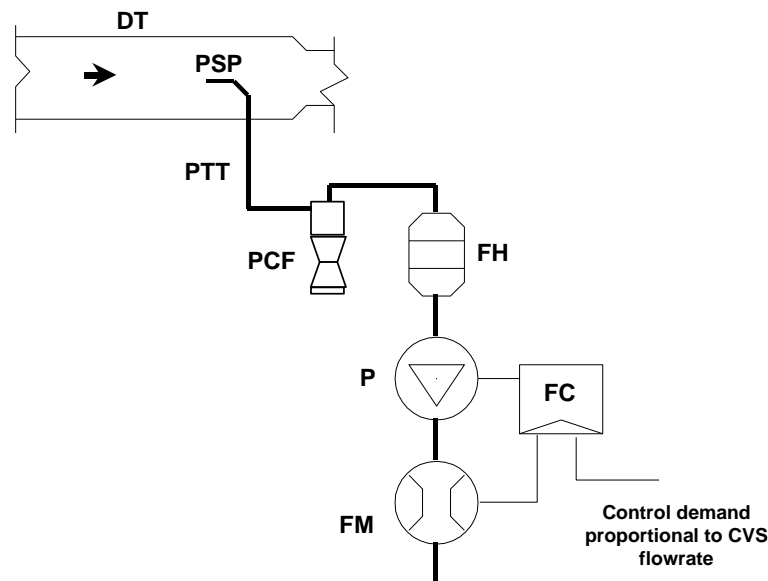 DT
PSP
PTT
PCF
FH
P
FC
FM
Control demand
proportional to CVS
flowrate